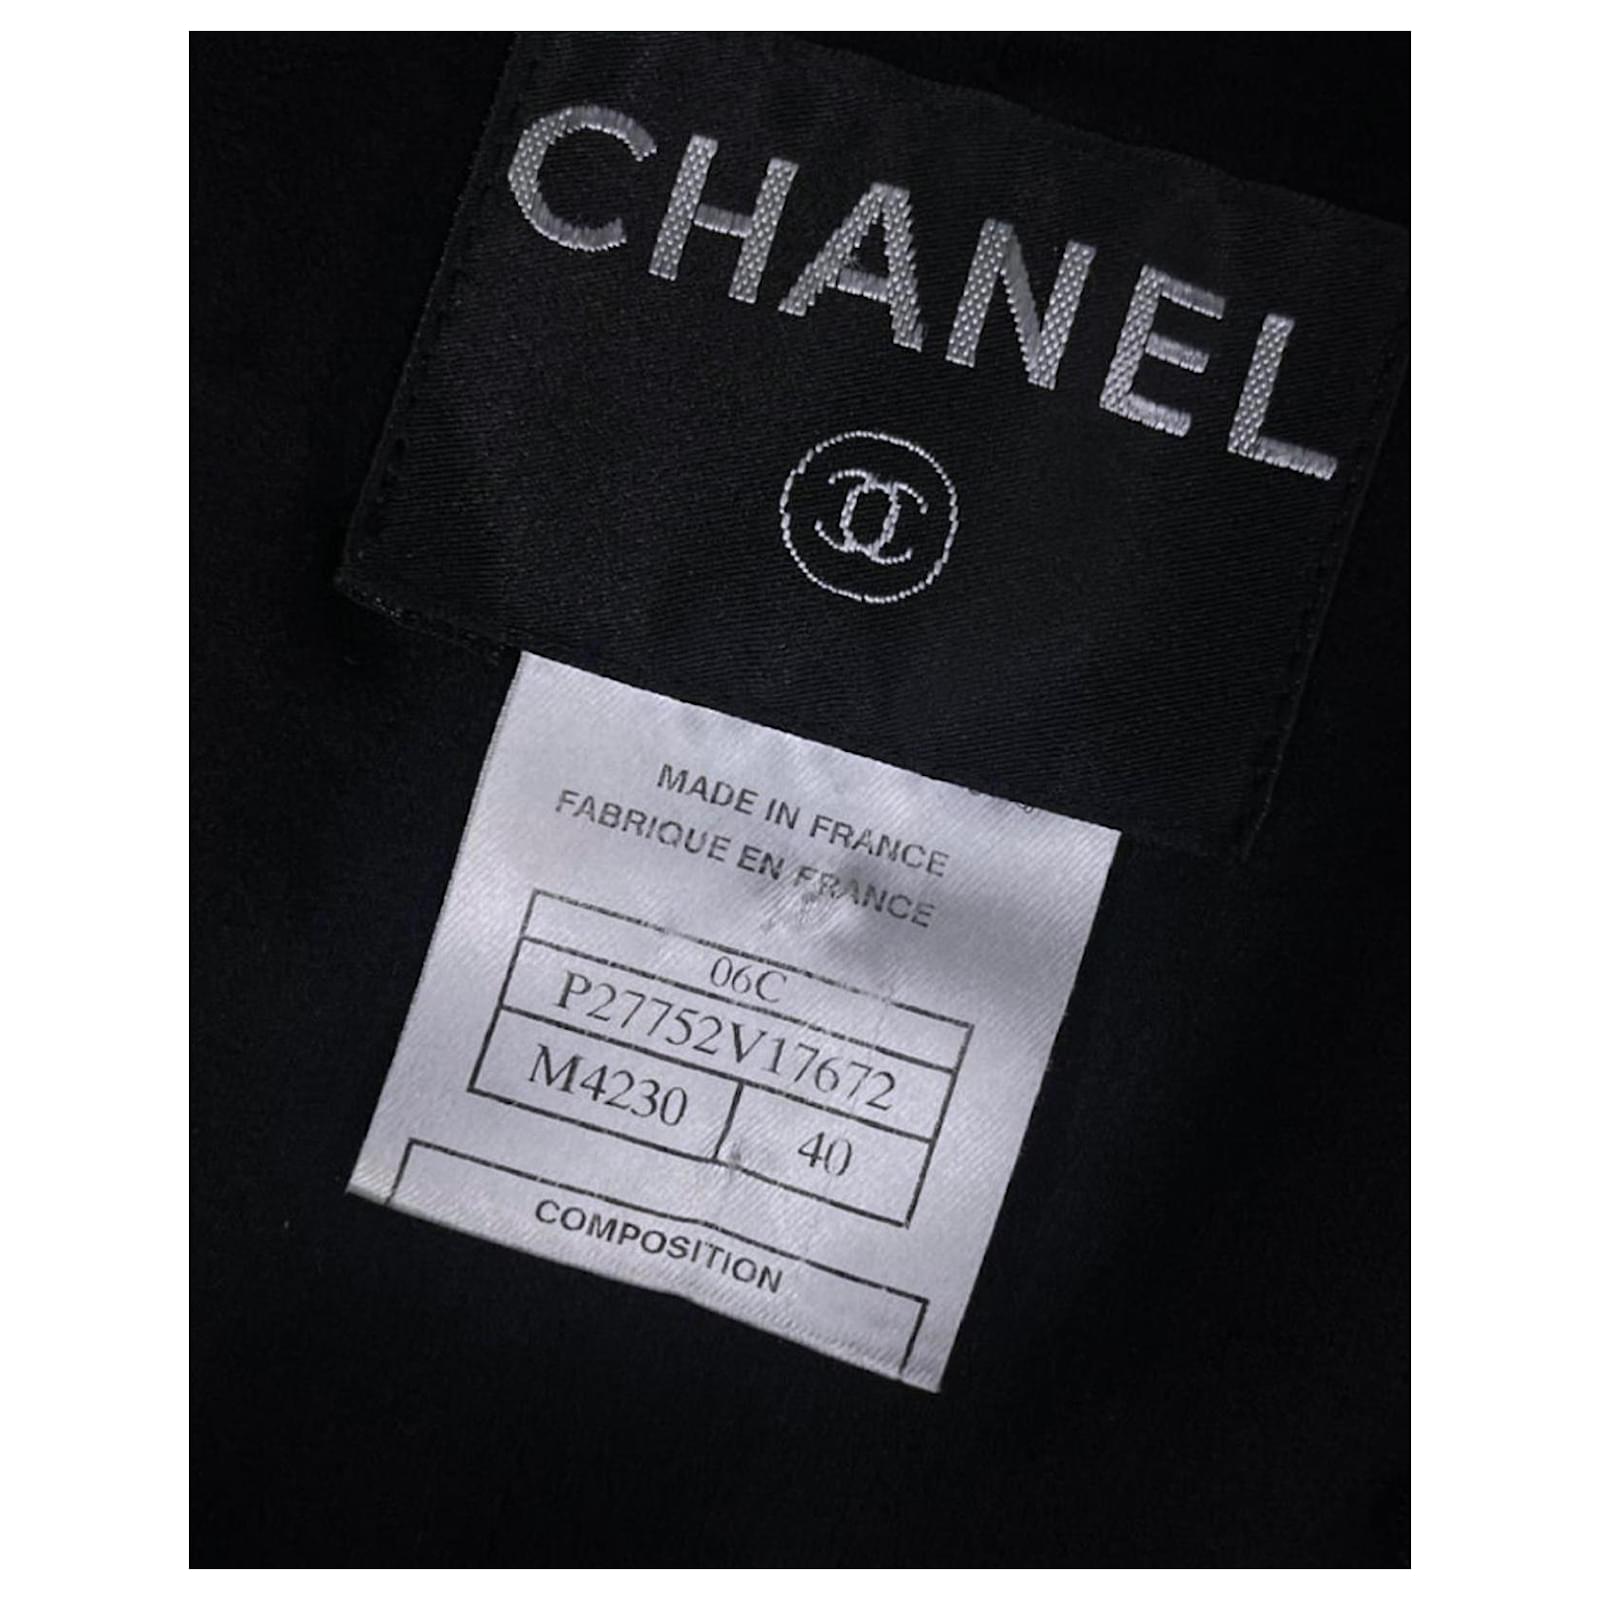 CHANEL
MADE IN FRANCE
FABRIQUE EN FRANCE
06C
P27752V17672
M4230
40
COMPOSITION